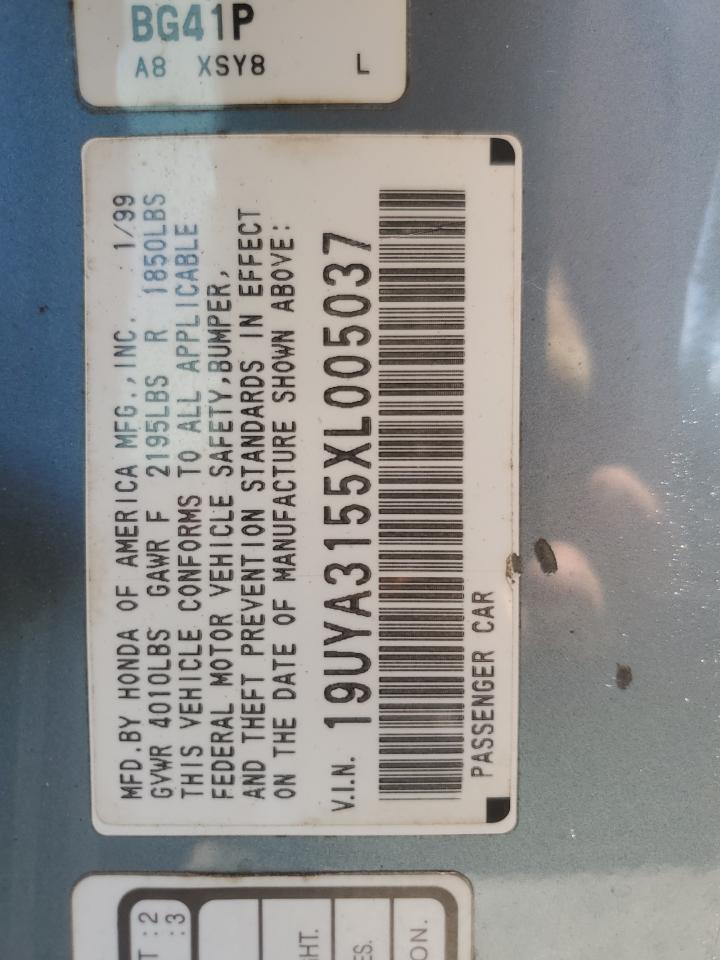 BG41P
A8 XSY8 L
MFD.BY HONDA OF AMERICA MFG.,INC. 1/99
GVWR 4010LBS GAWR F 2195LBS R 1850LBS
THIS VEHICLE CONFORMS TO ALL APPLICABLE
FEDERAL MOTOR VEHICLE SAFETY,BUMPER,
AND THEFT PREVENTION STANDARDS IN EFFECT
ON THE DATE OF MANUFACTURE SHOWN ABOVE:
V.I.N. 19UYA3155XL005037
PASSENGER CAR
:2
:3